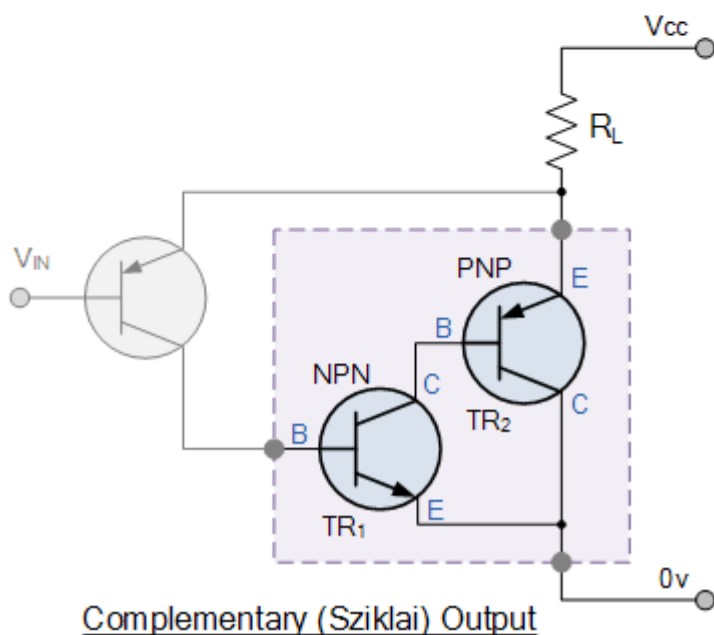 Vcc
RL
VIN
PNP
E
B
NPN
C
C
TR2
B
E
TR1
0v
Complementary (Sziklai) Output